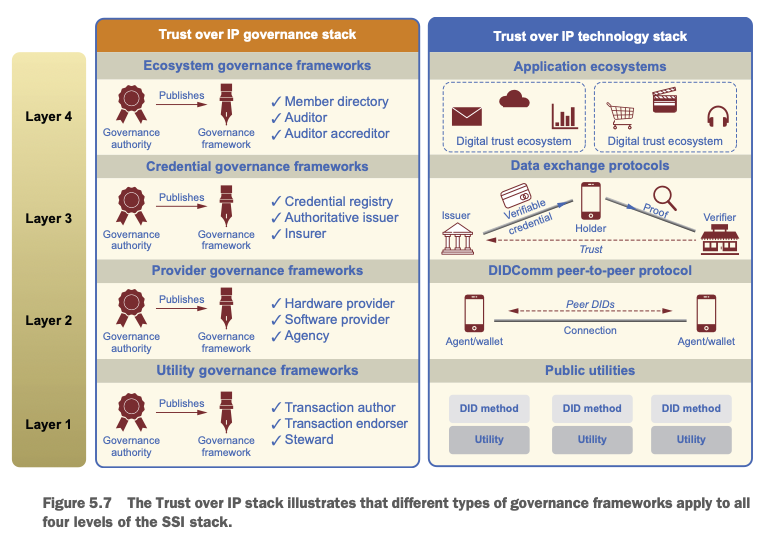 Trust over IP governance stack
Trust over IP technology stack
Layer 4
Ecosystem governance frameworks
Publishes
Governance
authority
Governance
framework
✓ Member directory
✓ Auditor
✓ Auditor accreditor
Application ecosystems
Digital trust ecosystem
Digital trust ecosystem
Layer 3
Credential governance frameworks
Publishes
Governance
authority
Governance
framework
✓ Credential registry
✓ Authoritative issuer
✓ Insurer
Data exchange protocols
Issuer
Verifiable
credential
Holder
Proof
Verifier
Trust
Layer 2
Provider governance frameworks
Publishes
Governance
authority
Governance
framework
✓ Hardware provider
✓ Software provider
✓ Agency
DIDComm peer-to-peer protocol
Peer DIDs
Connection
Agent/wallet
Agent/wallet
Layer 1
Utility governance frameworks
Publishes
Governance
authority
Governance
framework
✓ Transaction author
✓ Transaction endorser
✓ Steward
Public utilities
DID method
DID method
DID method
Utility
Utility
Utility
Figure 5.7 The Trust over IP stack illustrates that different types of governance frameworks apply to all
four levels of the SSI stack.